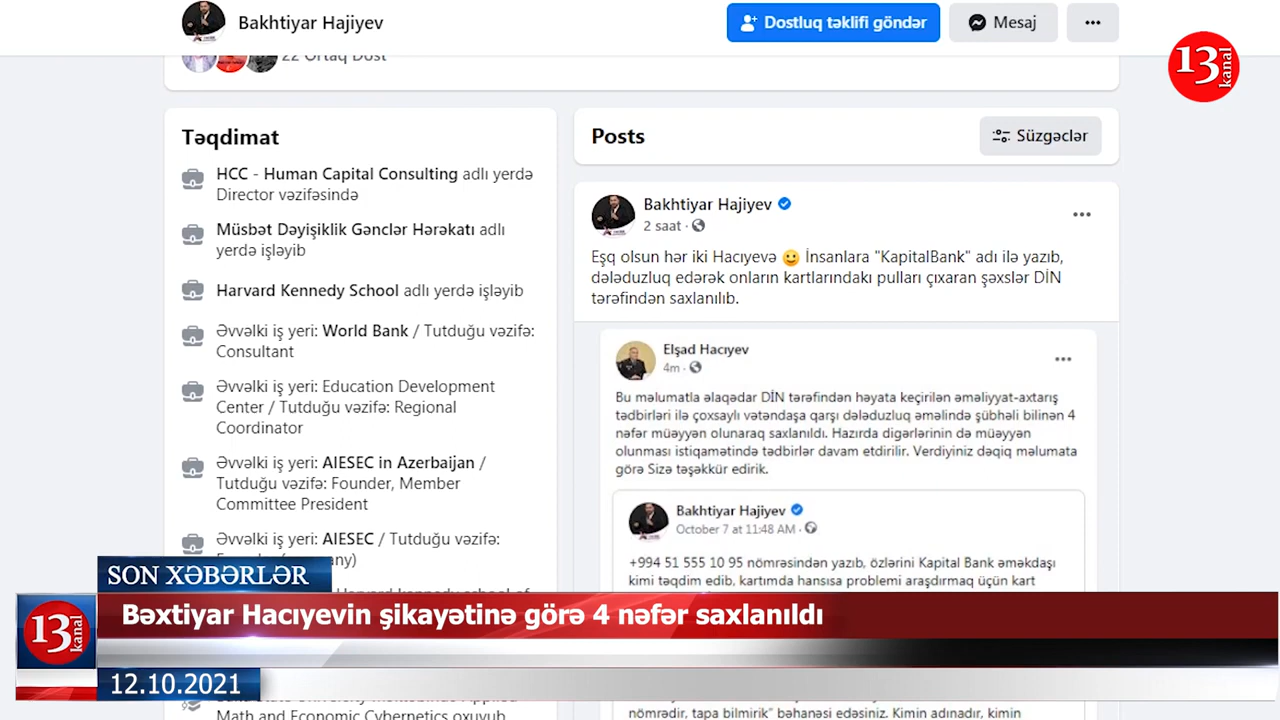 Bakhtiyar Hajiyev
Dostluq təklifi göndər
Mesaj
13
kanal
22 Ortaq Dost
Təqdimat
HCC - Human Capital Consulting adlı yerdə
Director vəzifəsində
Müsbət Dəyişiklik Gənclər Hərəkatı adlı
yerdə işləyib
Harvard Kennedy School adlı yerdə işləyib
Əvvəlki iş yeri: World Bank / Tutduğu vəzifə:
Consultant
Əvvəlki iş yeri: Education Development
Center / Tutduğu vəzifə: Regional
Coordinator
Əvvəlki iş yeri: AIESEC in Azerbaijan /
Tutduğu vəzifə: Founder, Member
Committee President
Əvvəlki iş yeri: AIESEC / Tutduğu vəzifə:
Posts
Süzgəclər
Bakhtiyar Hajiyev
2 saat ·
Eşq olsun hər iki Hacıyevə 🙂 İnsanlara "KapitalBank" adı ilə yazıb,
dələduzluq edərək onların kartlarındakı pulları çıxaran şəxslər DİN
tərəfindən saxlanılıb.
Elşad Hacıyev
4m ·
Bu məlumatla əlaqədar DİN tərəfindən həyata keçirilən əməliyyat-axtarış
tədbirləri ilə çoxsaylı vətəndaşa qarşı dələduzluq əməlində şübhəli bilinən 4
nəfər müəyyən olunaraq saxlanıldı. Hazırda digərlərinin də müəyyən
olunması istiqamətində tədbirlər davam etdirilir. Verdiyiniz dəqiq məlumata
görə Sizə təşəkkür edirik.
Bakhtiyar Hajiyev
October 7 at 11:48 AM ·
+994 51 555 10 95 nömrəsindən yazıb, özlərini Kapital Bank əməkdaşı
kimi təqdim edib, kartımda hansısa problemi araşdırmaq üçün kart
SON XƏBƏRLƏR
13
kanal
Bəxtiyar Hacıyevin şikayətinə görə 4 nəfər saxlanıldı
12.10.2021
Math and Economic Cybernetics oxuyub
nömrədir, tapa bilmirik" bəhanəsi edəsiniz. Kimin adınadır, kimin